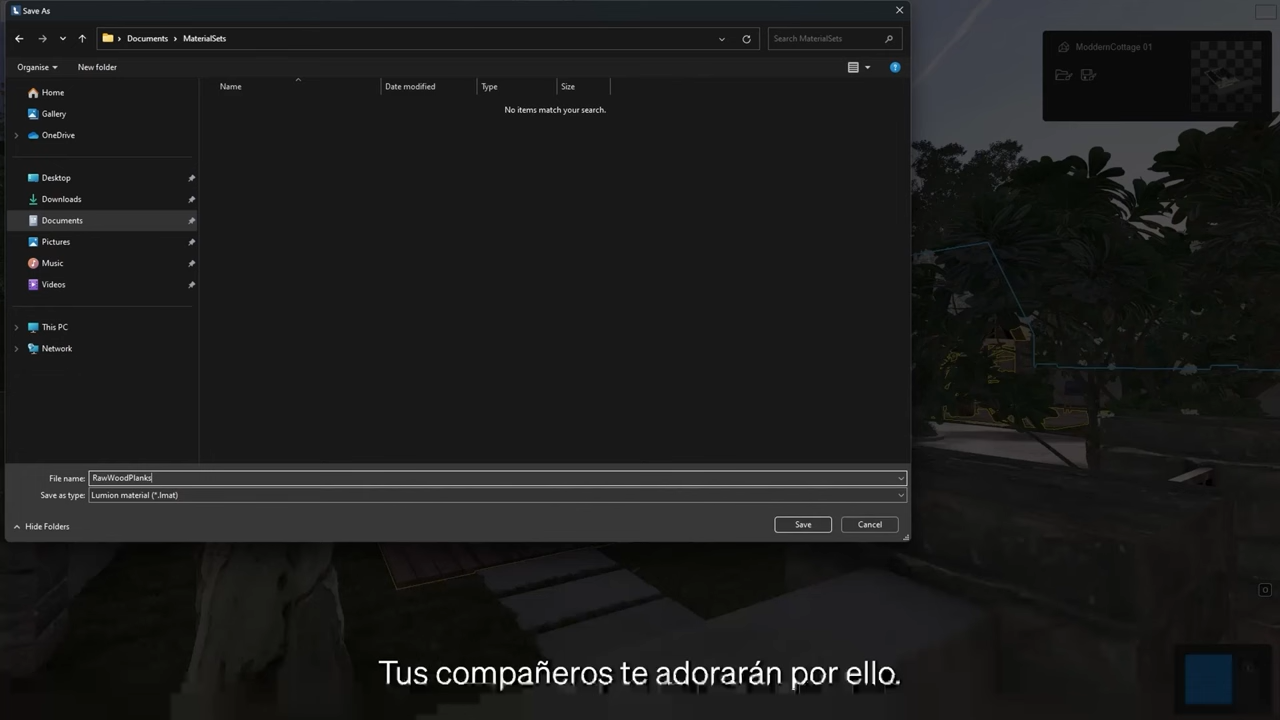 Save As
Documents
MaterialSets
Search MaterialSets
Organise
New folder
Name
Date modified
Type
Size
No items match your search.
Home
Gallery
OneDrive
Desktop
Downloads
Documents
Pictures
Music
Videos
This PC
Network
File name:
RawWoodPlanks
Save as type:
Lumion material (*.lmat)
Hide Folders
Save
Cancel
ModdernCottage 01
Tus compañeros te adorarán por ello.